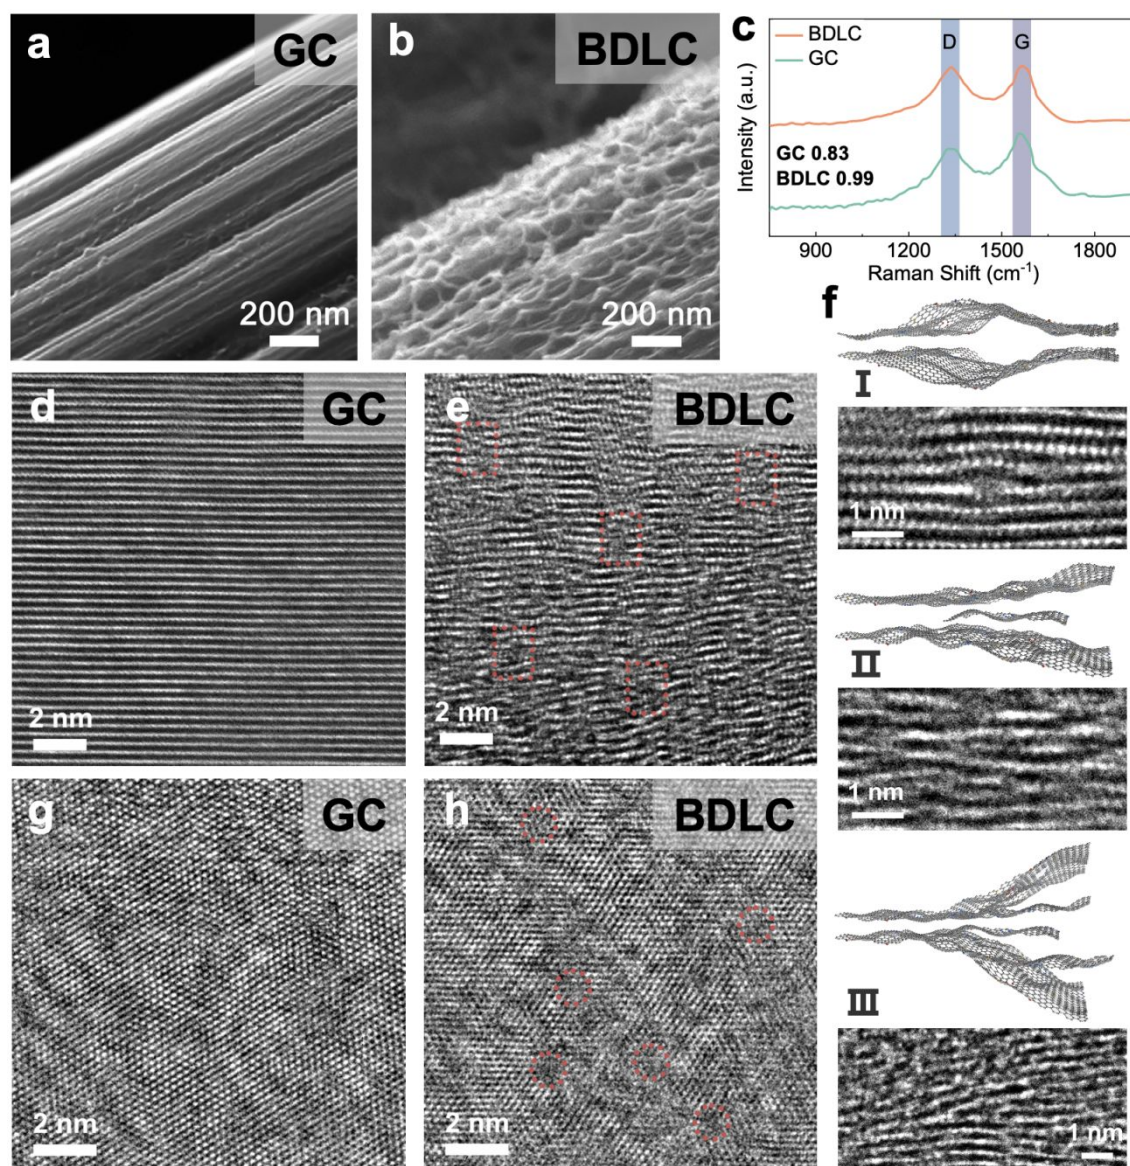 a
GC
200 nm
b
BDLC
200 nm
c
BDLC
GC
D
G
GC 0.83
BDLC 0.99
Intensity (a.u.)
900
1200
1500
1800
Raman Shift (cm⁻¹)
d
GC
2 nm
e
BDLC
2 nm
f
I
1 nm
II
1 nm
III
1 nm
g
GC
2 nm
h
BDLC
2 nm